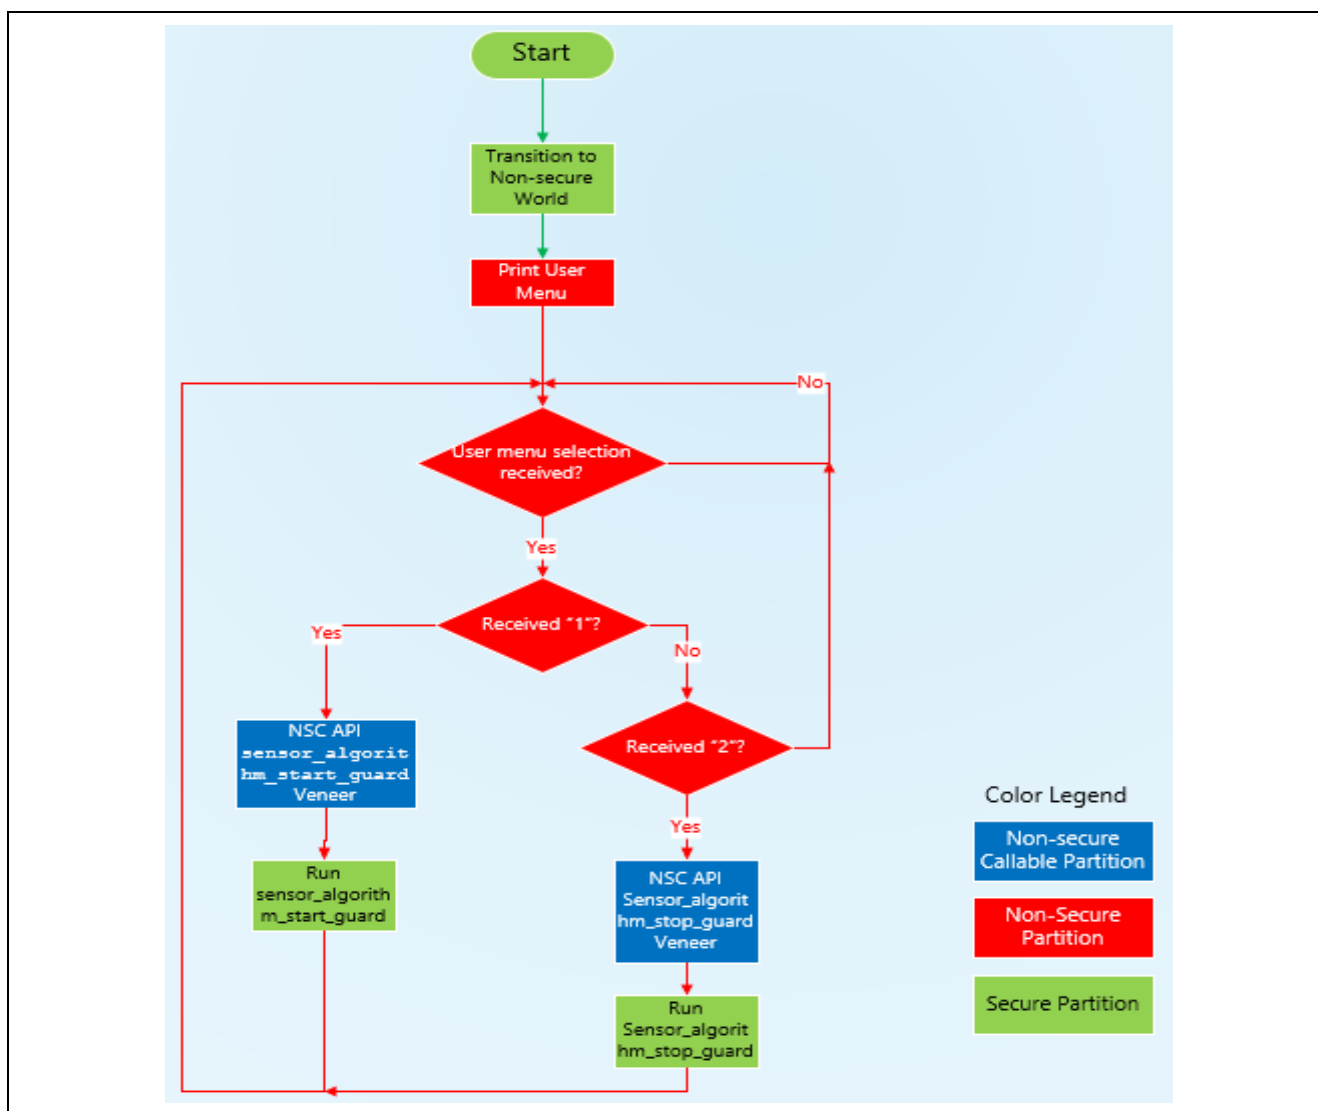 Start
Transition to
Non-secure
World
Print User
Menu
No
User menu selection
received?
Yes
Received “1”?
Yes
No
NSC API
sensor_algorit
hm_start_guard
Veneer
Received “2”?
Yes
Run
sensor_algorith
m_start_guard
NSC API
Sensor_algorit
hm_stop_guard
Veneer
Run
Sensor_algorit
hm_stop_guard
Color Legend
Non-secure
Callable Partition
Non-Secure
Partition
Secure Partition